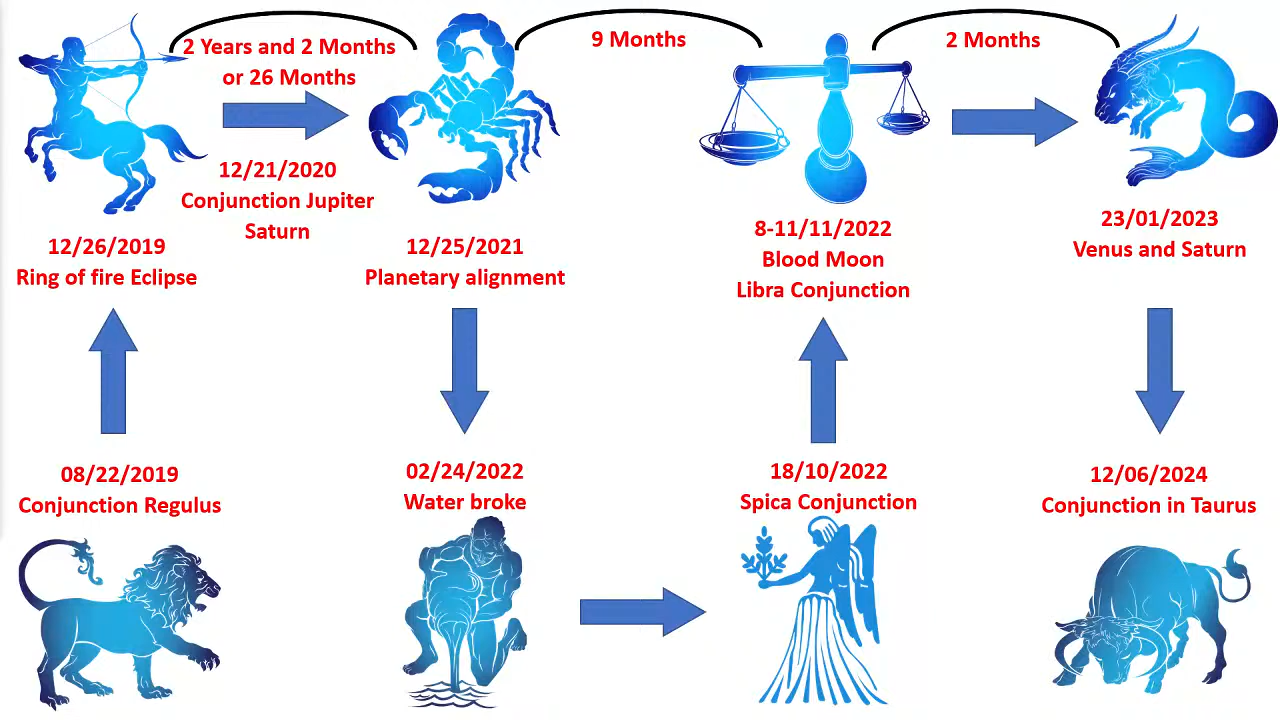 2 Years and 2 Months
or 26 Months
9 Months
2 Months
12/21/2020
Conjunction Jupiter
Saturn
12/26/2019
Ring of fire Eclipse
12/25/2021
Planetary alignment
8-11/11/2022
Blood Moon
Libra Conjunction
23/01/2023
Venus and Saturn
08/22/2019
Conjunction Regulus
02/24/2022
Water broke
18/10/2022
Spica Conjunction
12/06/2024
Conjunction in Taurus